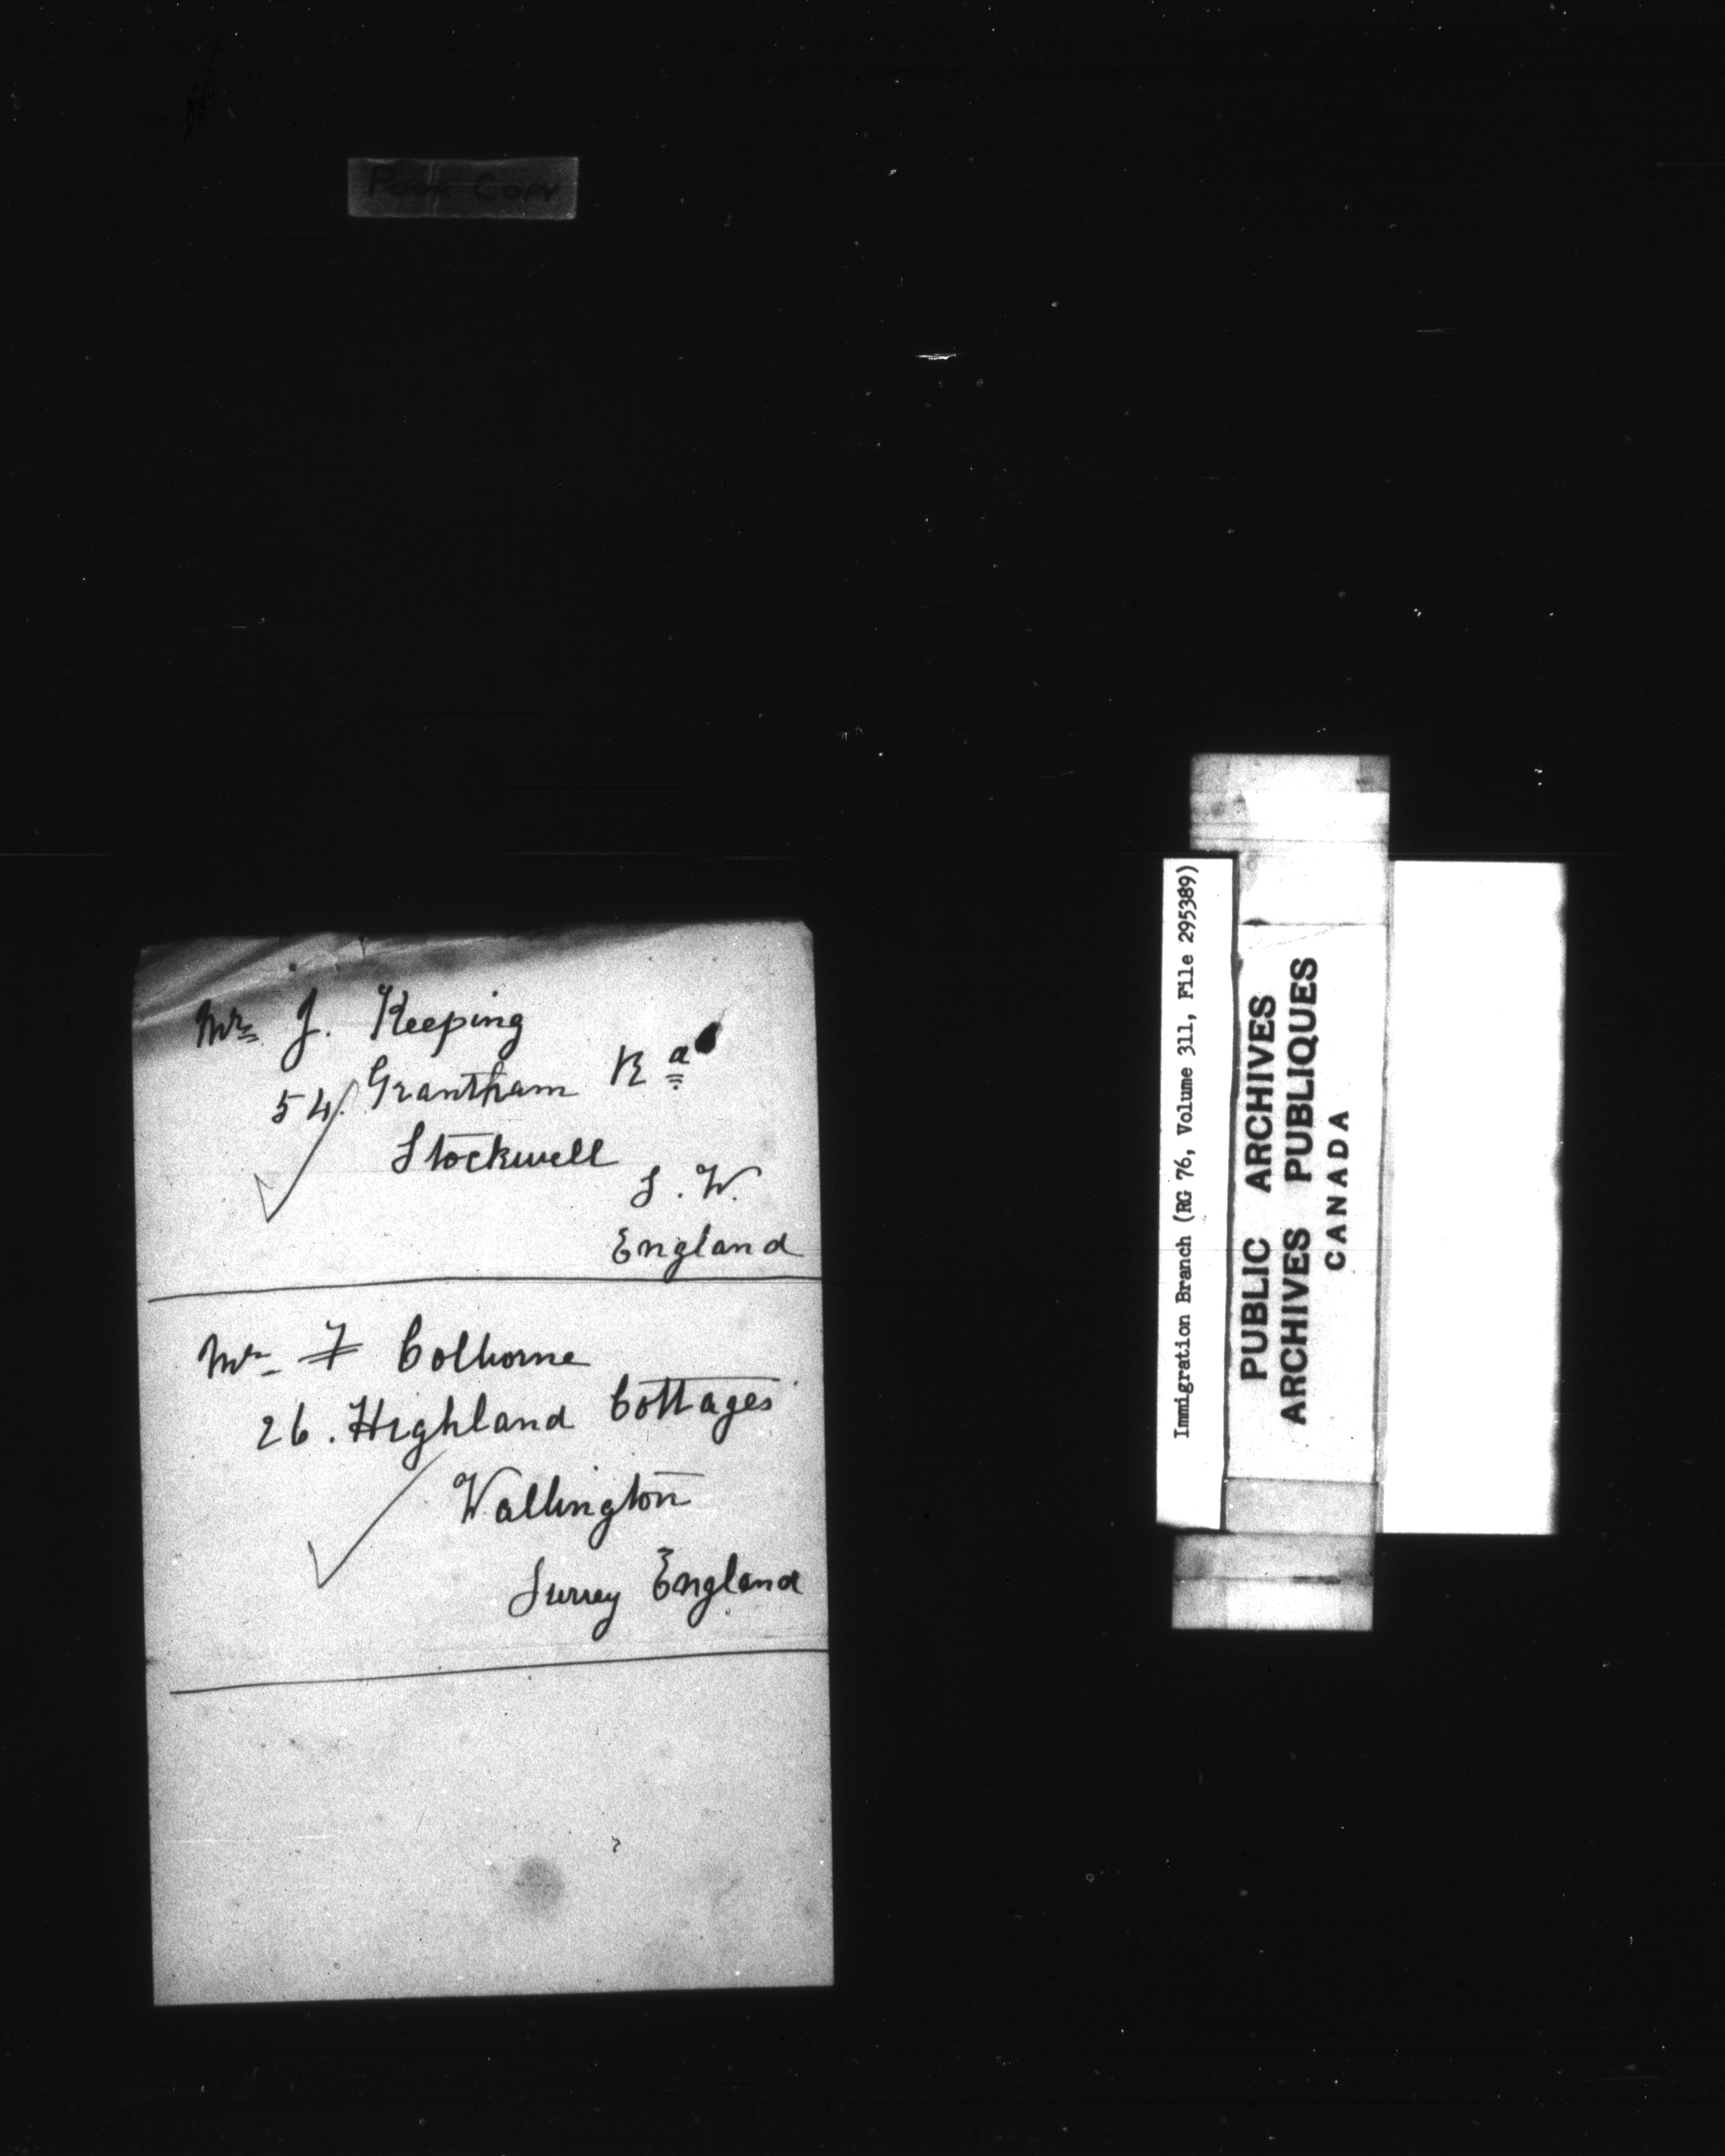 Poor Copy
Mrs J. Keeping
54. Grantham Rd
Stockwell
S. W.
England
Mrs F Colborne
26. Highland Cottages
Wallington
Surrey England
Immigration Branch (RG 76, Volume 311, File 295389)
PUBLIC ARCHIVES
ARCHIVES PUBLIQUES
CANADA